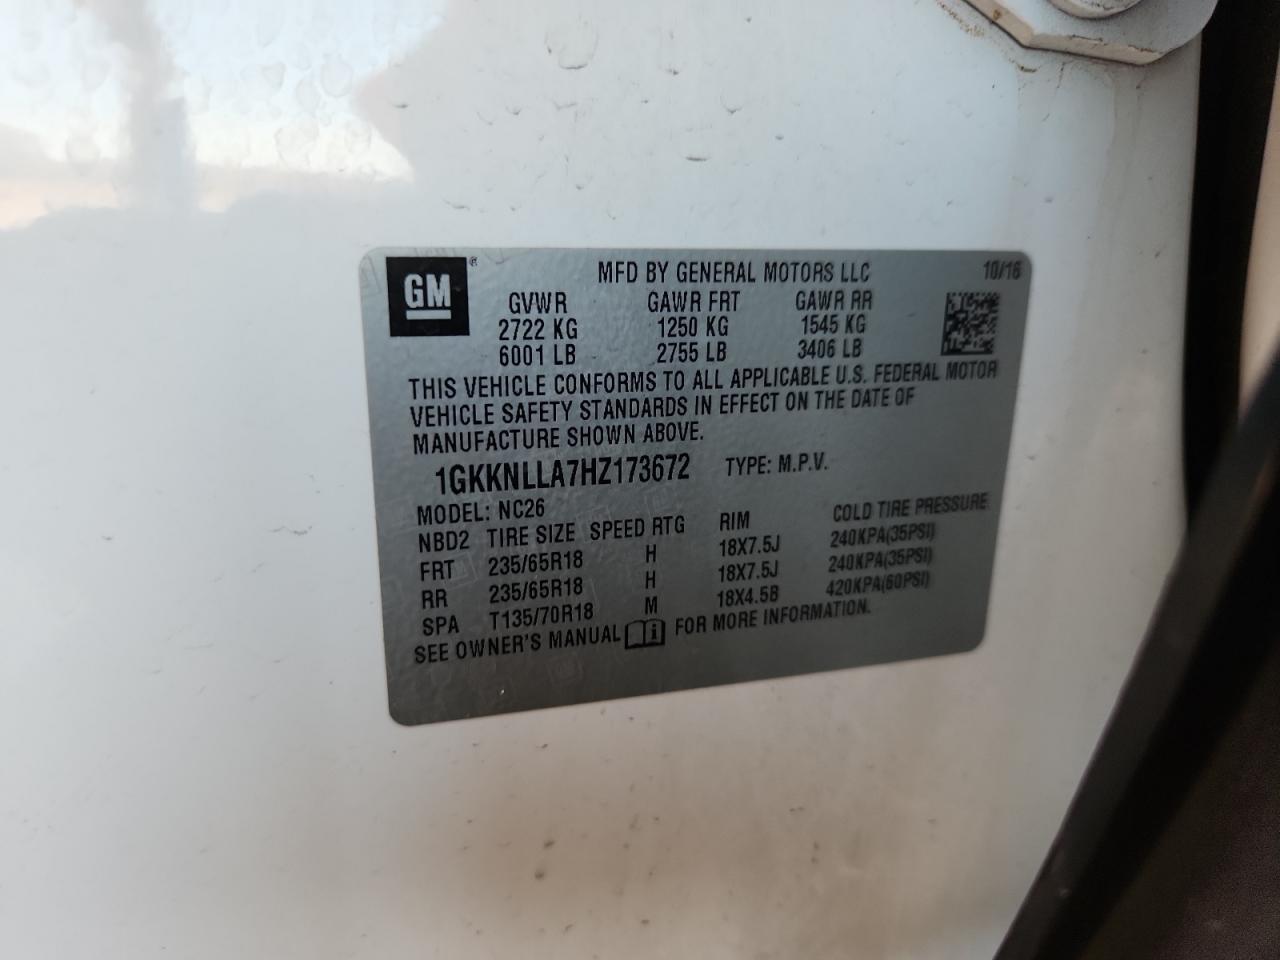 GM ®
MFD BY GENERAL MOTORS LLC 10/16
GVWR GAWR FRT GAWR RR
2722 KG 1250 KG 1545 KG
6001 LB 2755 LB 3406 LB
THIS VEHICLE CONFORMS TO ALL APPLICABLE U.S. FEDERAL MOTOR
VEHICLE SAFETY STANDARDS IN EFFECT ON THE DATE OF
MANUFACTURE SHOWN ABOVE.
1GKKNLLA7HZ173672 TYPE: M.P.V.
MODEL: NC26
NBD2 TIRE SIZE SPEED RTG RIM COLD TIRE PRESSURE
FRT 235/65R18 H 18X7.5J 240KPA(35PSI)
RR 235/65R18 H 18X7.5J 240KPA(35PSI)
SPA T135/70R18 M 18X4.5B 420KPA(60PSI)
SEE OWNER'S MANUAL i FOR MORE INFORMATION.